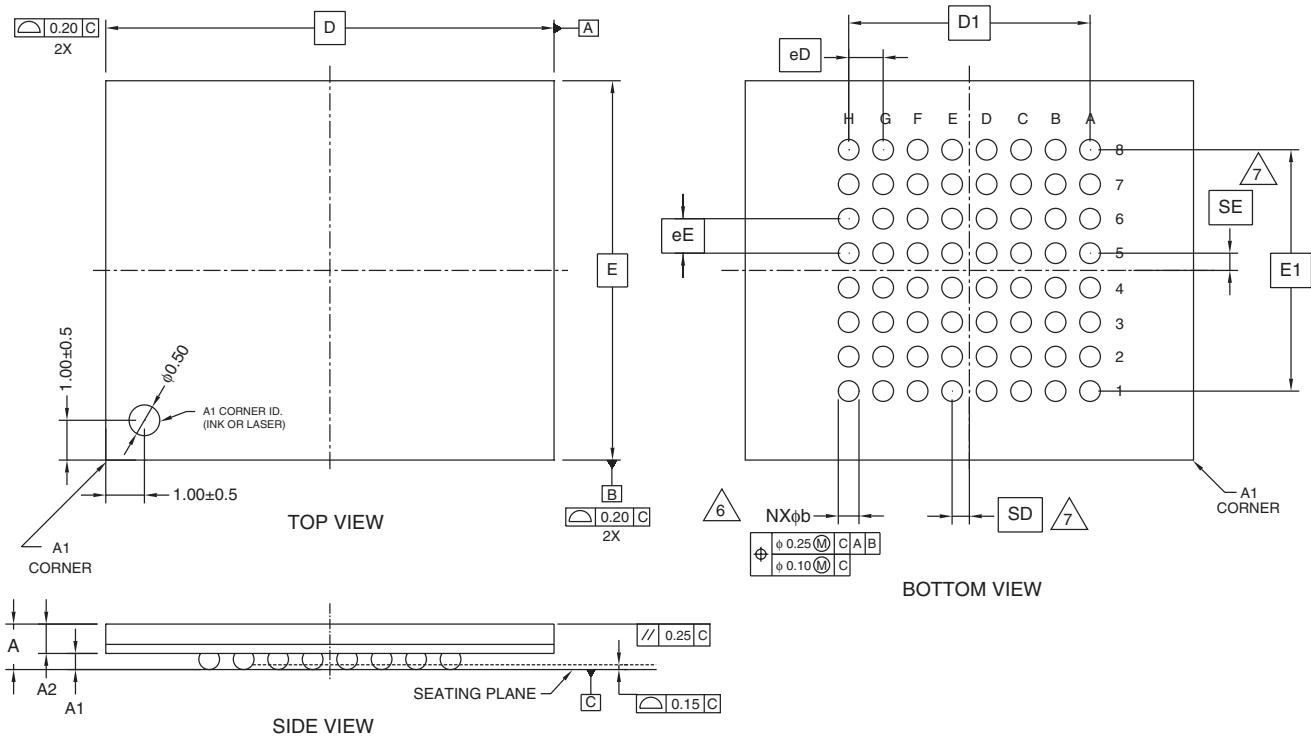 ⌓ 0.20 C
2X
D
A
E
1.00±0.5
ϕ0.50
A1 CORNER ID.
(INK OR LASER)
1.00±0.5
B
⌓ 0.20 C
2X
TOP VIEW
A1
CORNER
D1
eD
H G F E D C B A
8
7
6
5
4
3
2
1
eE
7
SE
E1
A1
CORNER
6
NXϕb
SD
7
⌖ ϕ 0.25 Ⓜ C A B
ϕ 0.10 Ⓜ C
BOTTOM VIEW
A
A2
A1
// 0.25 C
SEATING PLANE
C
⌓ 0.15 C
SIDE VIEW